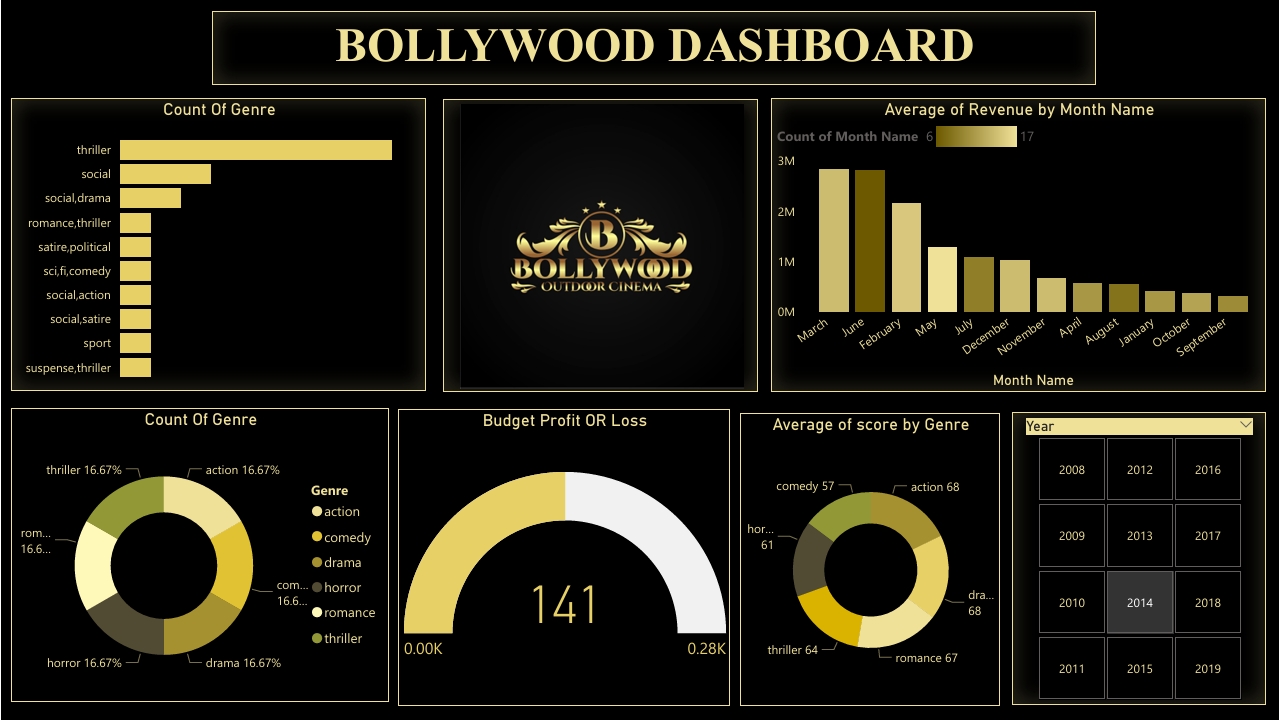 BOLLYWOOD DASHBOARD
Count Of Genre
thriller
social
social,drama
romance,thriller
satire,political
sci,fi,comedy
social,action
social,satire
sport
suspense,thriller
B
BOLLYWOOD
OUTDOOR CINEMA
Average of Revenue by Month Name
Count of Month Name 6 17
3M
2M
1M
0M
March June February May July December November April August January October September
Month Name
Count Of Genre
thriller 16.67%
action 16.67%
rom...
16.6...
com...
16.6...
horror 16.67%
drama 16.67%
Genre
action
comedy
drama
horror
romance
thriller
Budget Profit OR Loss
141
0.00K 0.28K
Average of score by Genre
comedy 57
action 68
hor...
61
dra...
68
thriller 64
romance 67
Year
2008 2012 2016
2009 2013 2017
2010 2014 2018
2011 2015 2019